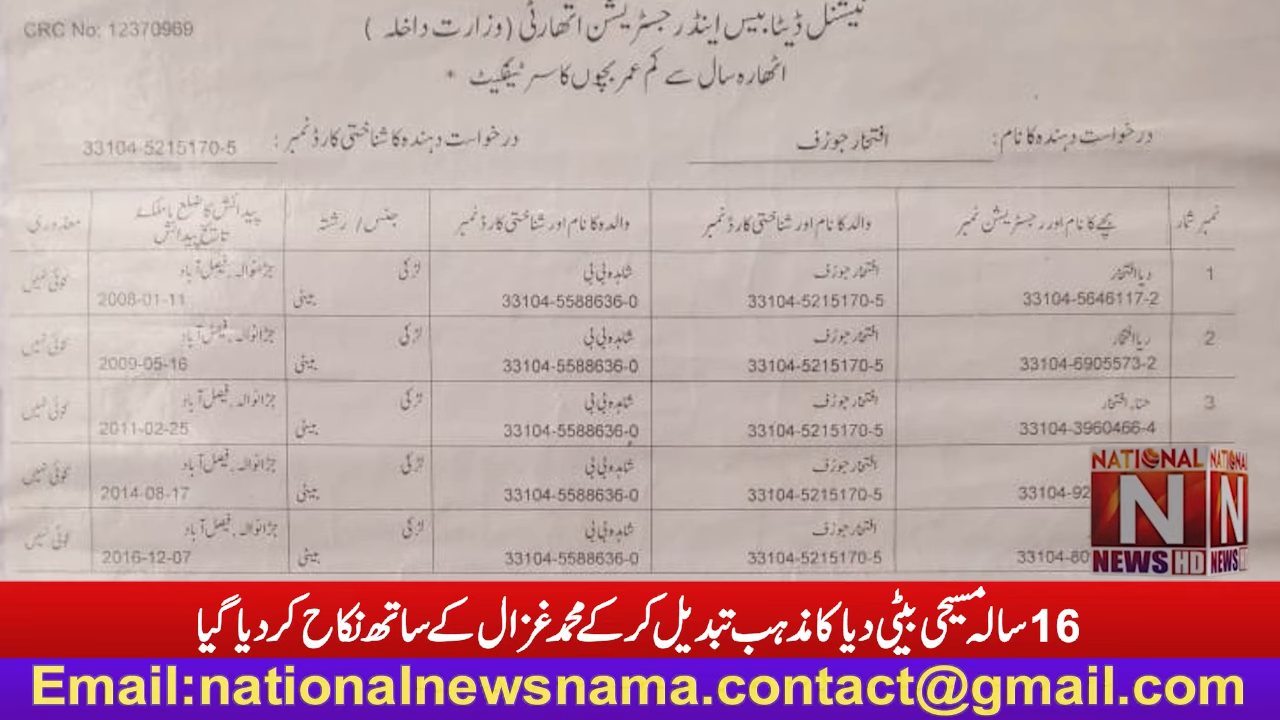 CRC No: 12370969
نیشنل ڈیٹا بیس اینڈ رجسٹریشن اتھارٹی (وزارت داخلہ)
اٹھارہ سال سے کم عمر بچوں کا سرٹیفکیٹ *
درخواست دہندہ کا نام: افتخار جوزف درخواست دہندہ کا شناختی کارڈ نمبر: 33104-5215170-5
نمبر شمار بچے کا نام اور رجسٹریشن نمبر والد کا نام اور شناختی کارڈ نمبر والدہ کا نام اور شناختی کارڈ نمبر جنس / رشتہ پیدائش کا ضلع یا ملک معذوری
تاریخ پیدائش
1 دیا افتخار افتخار جوزف شاہدہ بی بی لڑکی جڑانوالہ، فیصل آباد کوئی نہیں
33104-5646117-2 33104-5215170-5 33104-5588636-0 بیٹی 2008-01-11
2 ریا افتخار افتخار جوزف شاہدہ بی بی لڑکی جڑانوالہ، فیصل آباد کوئی نہیں
33104-6905573-2 33104-5215170-5 33104-5588636-0 بیٹی 2009-05-16
3 حناء افتخار افتخار جوزف شاہدہ بی بی لڑکی جڑانوالہ، فیصل آباد کوئی نہیں
33104-3960466-4 33104-5215170-5 33104-5588636-0 بیٹی 2011-02-25
افتخار جوزف شاہدہ بی بی لڑکی جڑانوالہ، فیصل آباد کوئی نہیں
33104-92 33104-5215170-5 33104-5588636-0 بیٹی 2014-08-17
افتخار جوزف شاہدہ بی بی لڑکی جڑانوالہ، فیصل آباد کوئی نہیں
33104-80 33104-5215170-5 33104-5588636-0 بیٹی 2016-12-07
NATIONAL NATIONAL
N N
NEWS HD NEWS H
16 سالہ مسیحی بیٹی دیا کا مذہب تبدیل کر کے محمد غزال کے ساتھ نکاح کر دیا گیا
Email:nationalnewsnama.contact@gmail.com